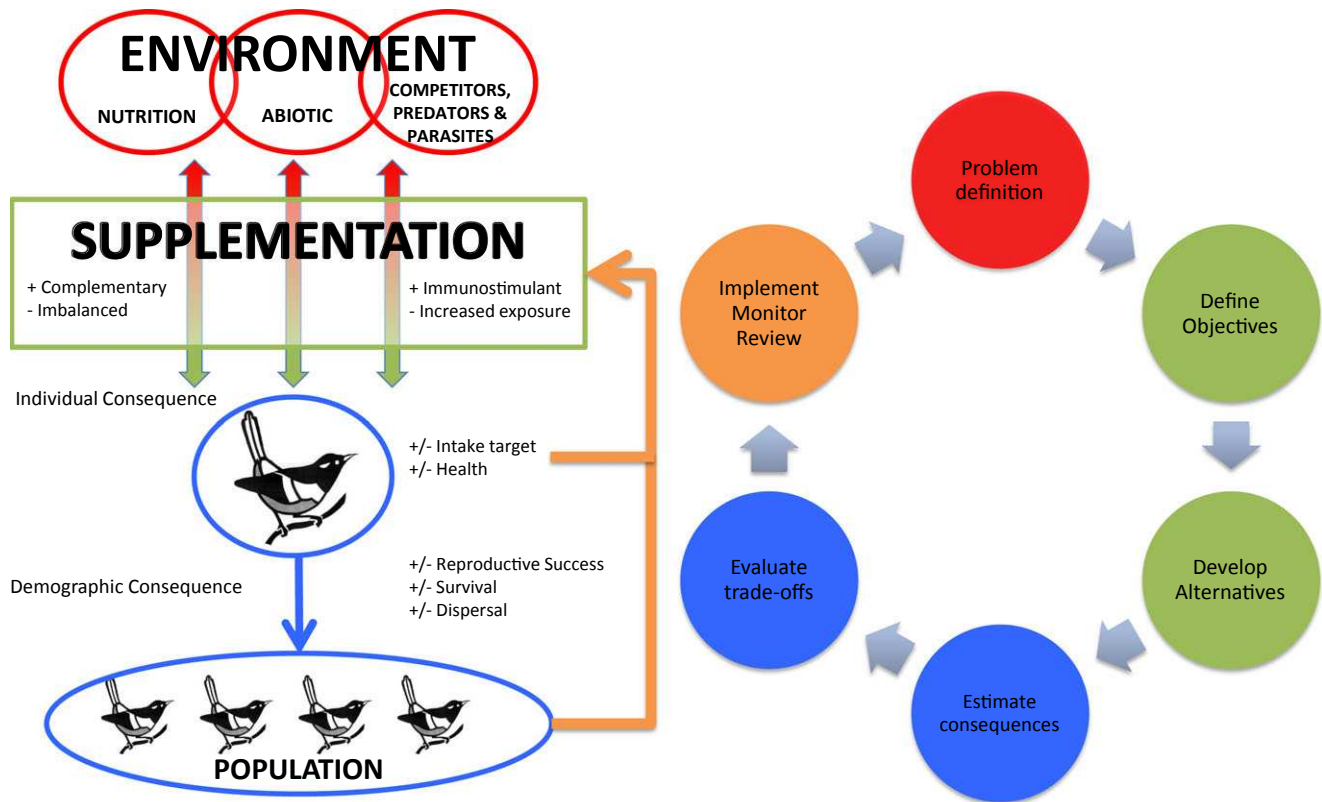 ENVIRONMENT
NUTRITION
ABIOTIC
COMPETITORS,
PREDATORS &
PARASITES
SUPPLEMENTATION
+ Complementary
- Imbalanced
+ Immunostimulant
- Increased exposure
Individual Consequence
+/- Intake target
+/- Health
Demographic Consequence
+/- Reproductive Success
+/- Survival
+/- Dispersal
POPULATION
Problem
definition
Define
Objectives
Develop
Alternatives
Estimate
consequences
Evaluate
trade-offs
Implement
Monitor
Review